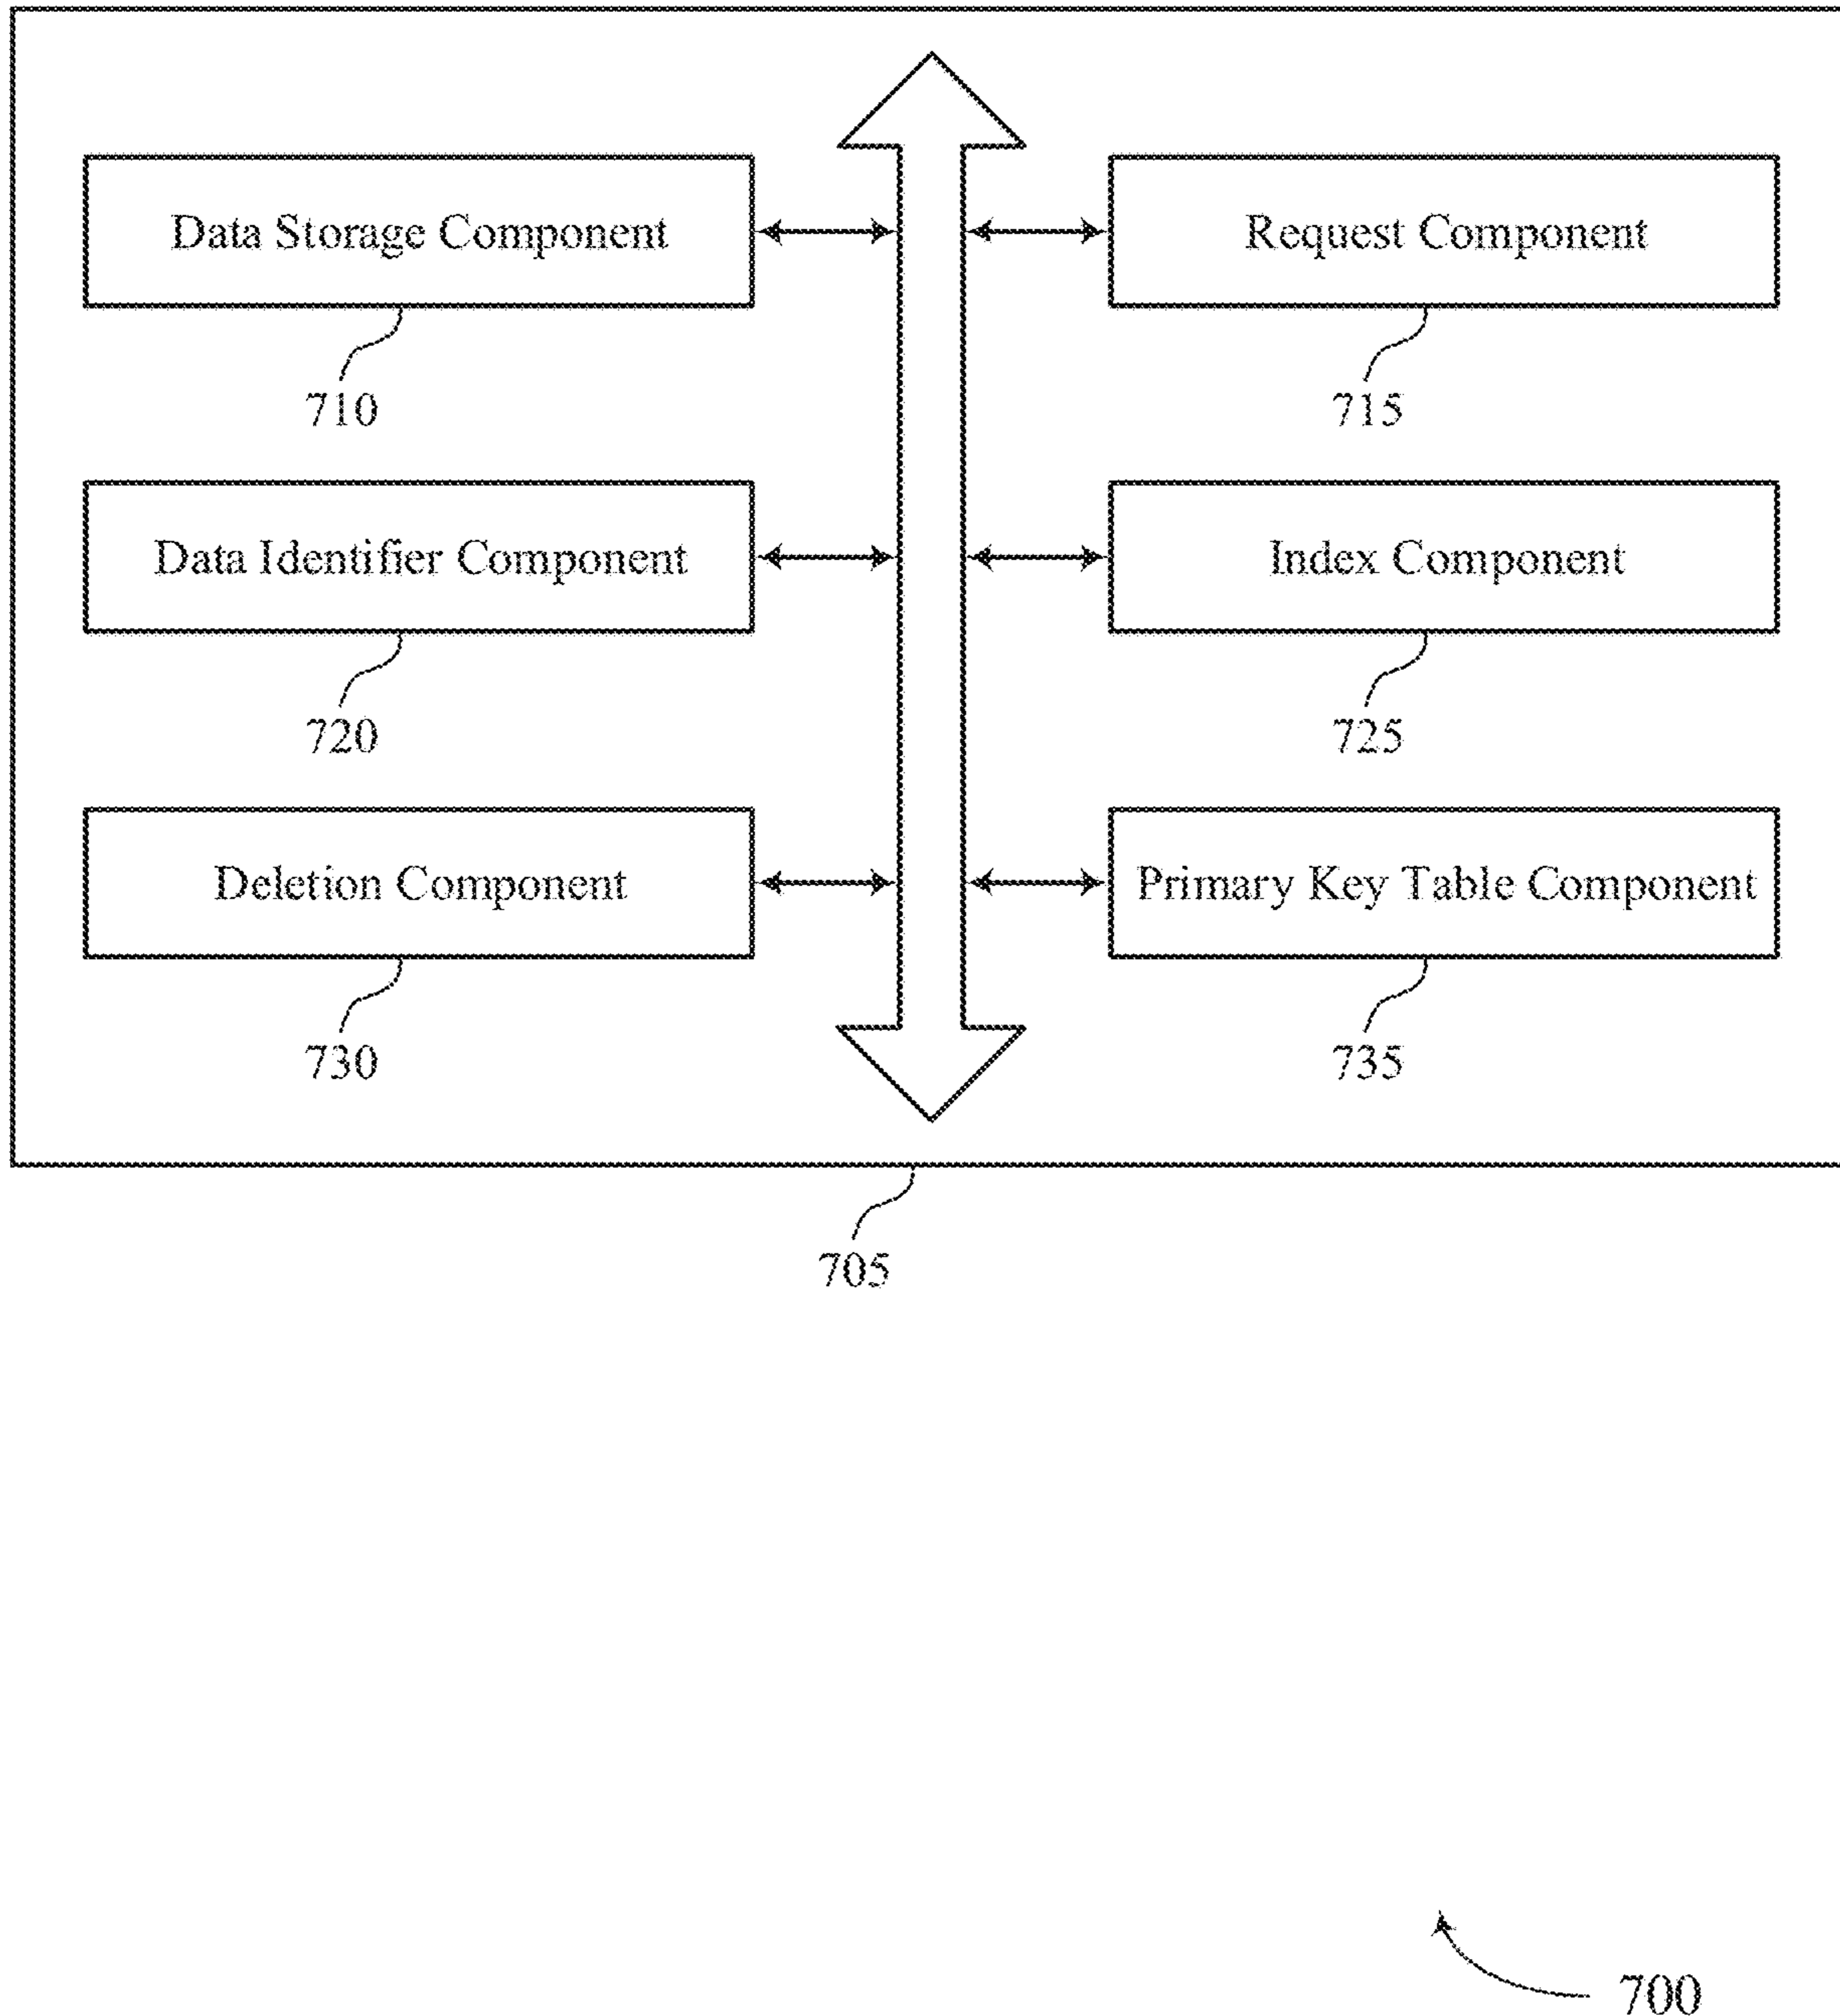 Data Storage Component
Request Component
710
715
Data Identifier Component
Index Component
720
725
Deletion Component
Primary Key Table Component
730
735
705
700